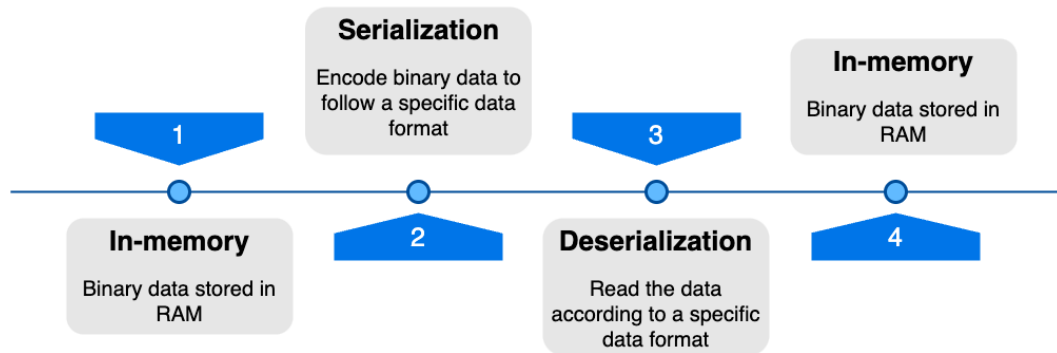 1
In-memory
Binary data stored in
RAM
Serialization
Encode binary data to
follow a specific data
format
2
3
Deserialization
Read the data
according to a specific
data format
In-memory
Binary data stored in
RAM
4